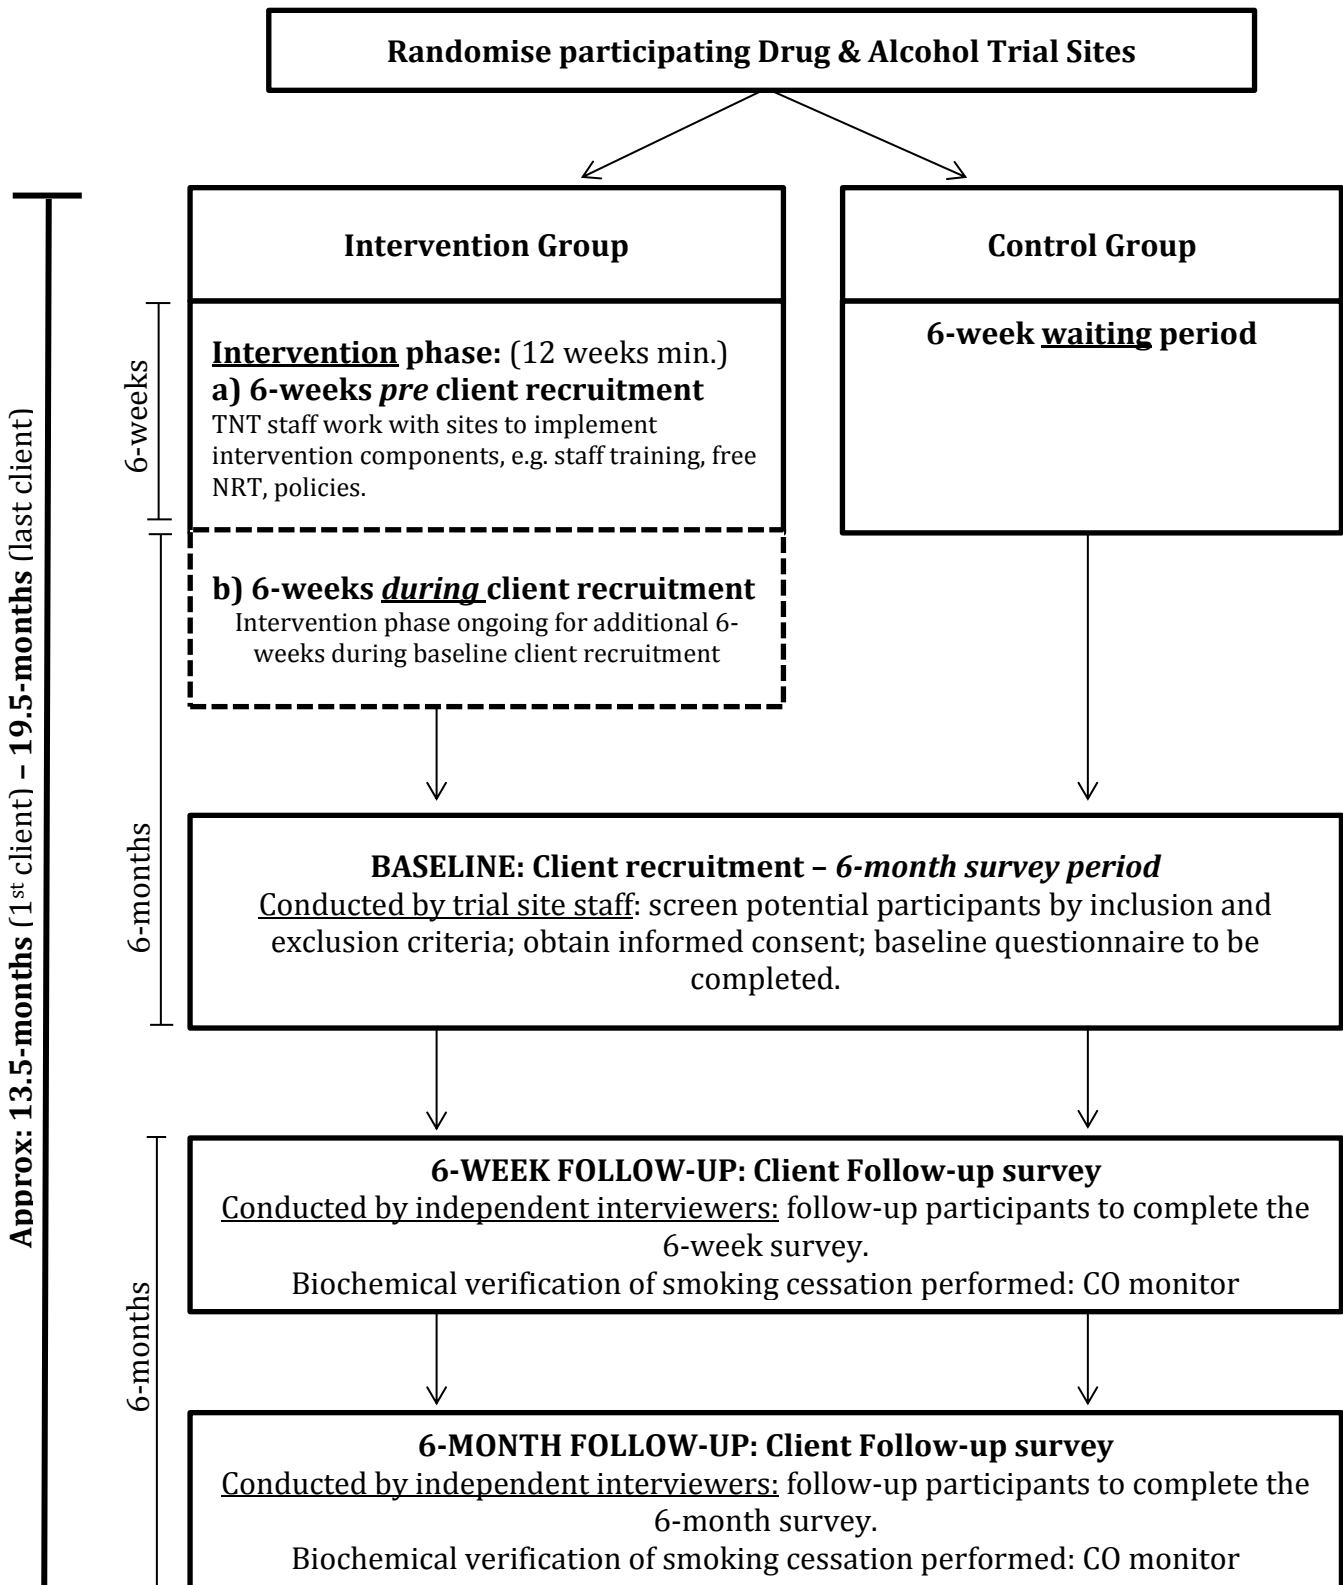 Randomise participating Drug & Alcohol Trial Sites
Intervention Group
Control Group
Intervention phase: (12 weeks min.)
a) 6-weeks pre client recruitment
TNT staff work with sites to implement
intervention components, e.g. staff training, free
NRT, policies.
6-week waiting period
b) 6-weeks during client recruitment
Intervention phase ongoing for additional 6-
weeks during baseline client recruitment
BASELINE: Client recruitment – 6-month survey period
Conducted by trial site staff: screen potential participants by inclusion and
exclusion criteria; obtain informed consent; baseline questionnaire to be
completed.
6-WEEK FOLLOW-UP: Client Follow-up survey
Conducted by independent interviewers: follow-up participants to complete the
6-week survey.
Biochemical verification of smoking cessation performed: CO monitor
6-MONTH FOLLOW-UP: Client Follow-up survey
Conducted by independent interviewers: follow-up participants to complete the
6-month survey.
Biochemical verification of smoking cessation performed: CO monitor
Approx: 13.5-months (1st client) – 19.5-months (last client)
6-weeks
6-months
6-months